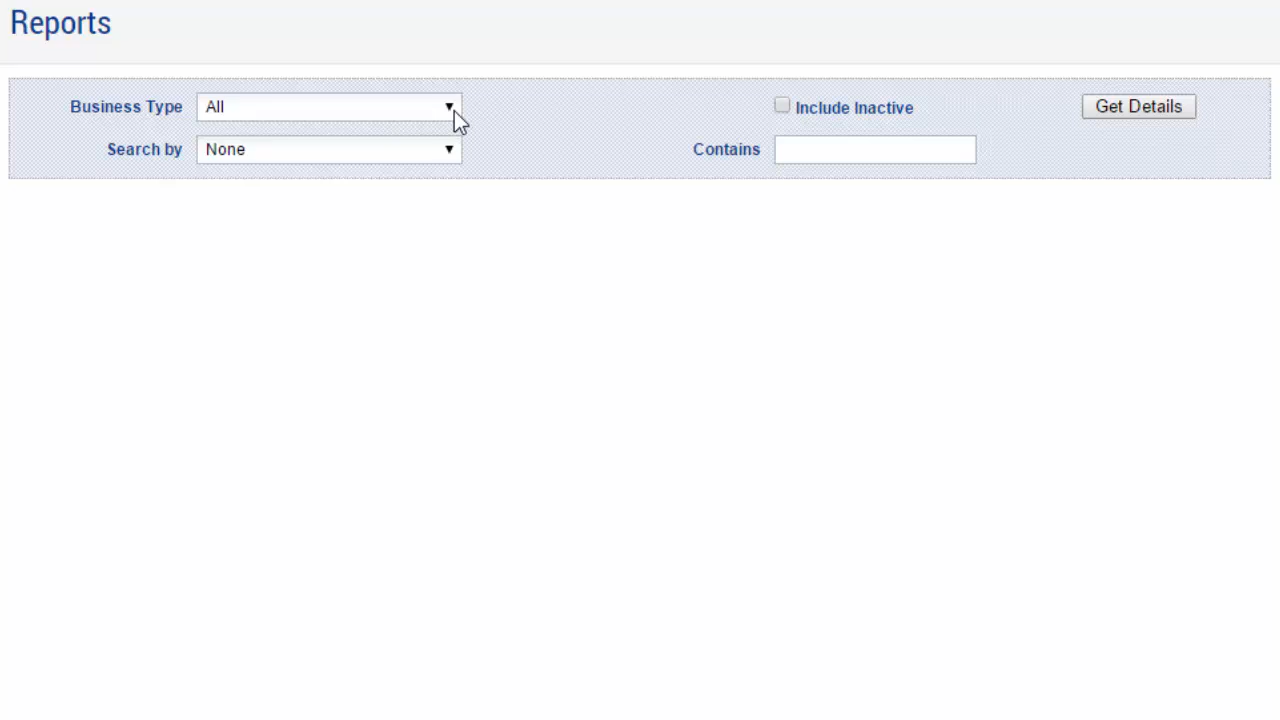 Reports
Business Type All Include Inactive Get Details
Search by None Contains